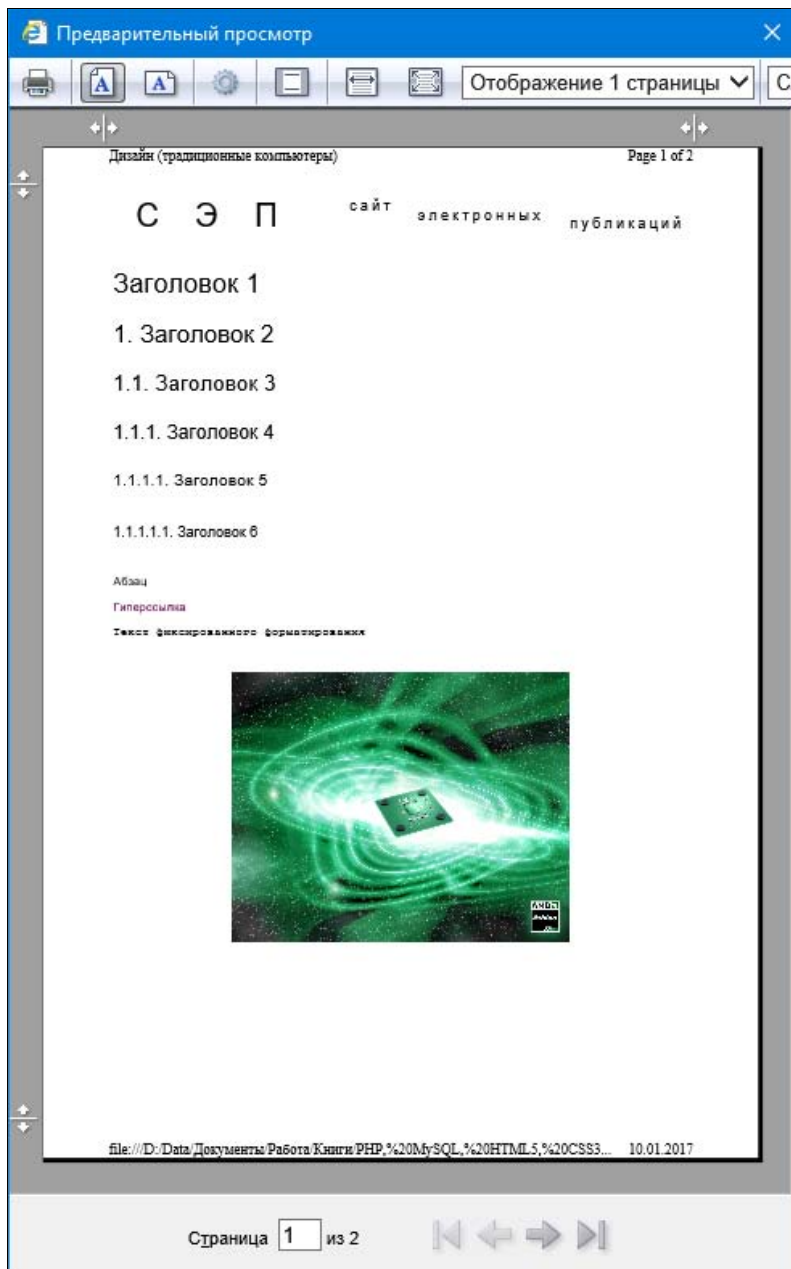 Предварительный просмотр
Отображение 1 страницы
Дизайн (традиционные компьютеры) Page 1 of 2
С Э П сайт электронных публикаций
Заголовок 1
1. Заголовок 2
1.1. Заголовок 3
1.1.1. Заголовок 4
1.1.1.1. Заголовок 5
1.1.1.1.1. Заголовок 6
Абзац
Гиперссылка
Текст фиксированного форматирования
file:///D:/Data/Документы/Работа/Книги/PHP,%20MySQL,%20HTML5,%20CSS3... 10.01.2017
Страница 1 из 2